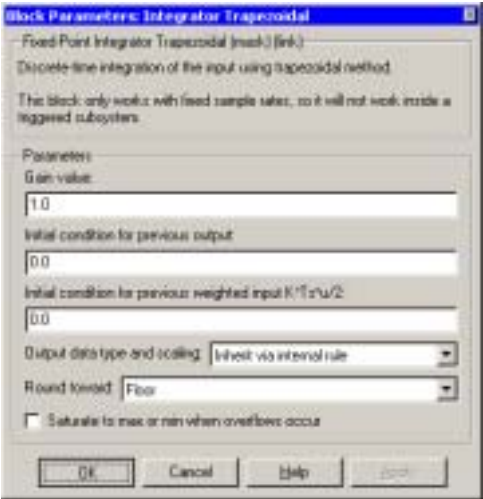 Block Parameters: Integrator Trapezoidal
Fixed-Point Integrator Trapezoidal (mask) (link)
Discrete-time integration of the input using trapezoidal method.
This block only works with fixed sample rates, so it will not work inside a
triggered subsystem.
Parameters
Gain value:
1.0
Initial condition for previous output
0.0
Initial condition for previous weighted input K*Ts*u/2
0.0
Output data type and scaling: Inherit via internal rule
Round toward: Floor
Saturate to max or min when overflows occur
OK Cancel Help Apply